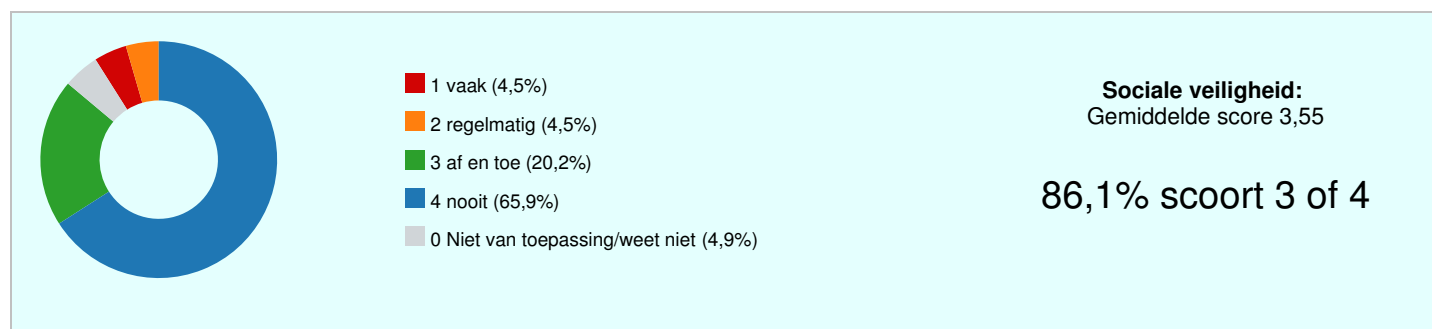 1 vaak (4,5%)
2 regelmatig (4,5%)
3 af en toe (20,2%)
4 nooit (65,9%)
0 Niet van toepassing/weet niet (4,9%)
Sociale veiligheid:
Gemiddelde score 3,55
86,1% scoort 3 of 4